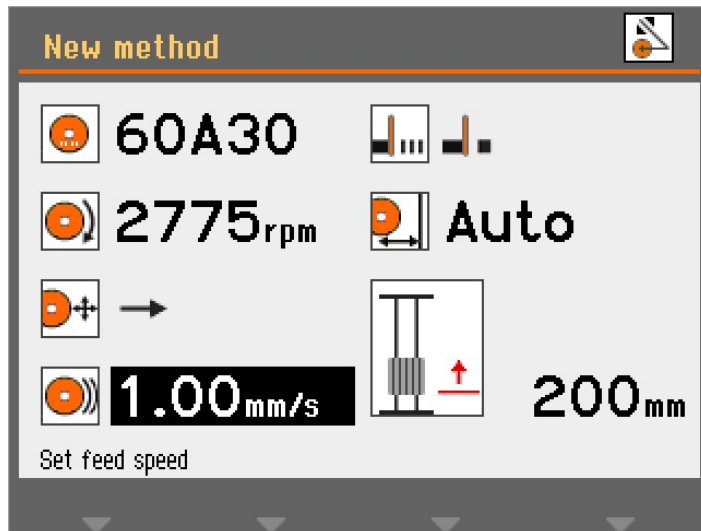 New method
60A30
2775rpm
Auto
1.00mm/s
200mm
Set feed speed